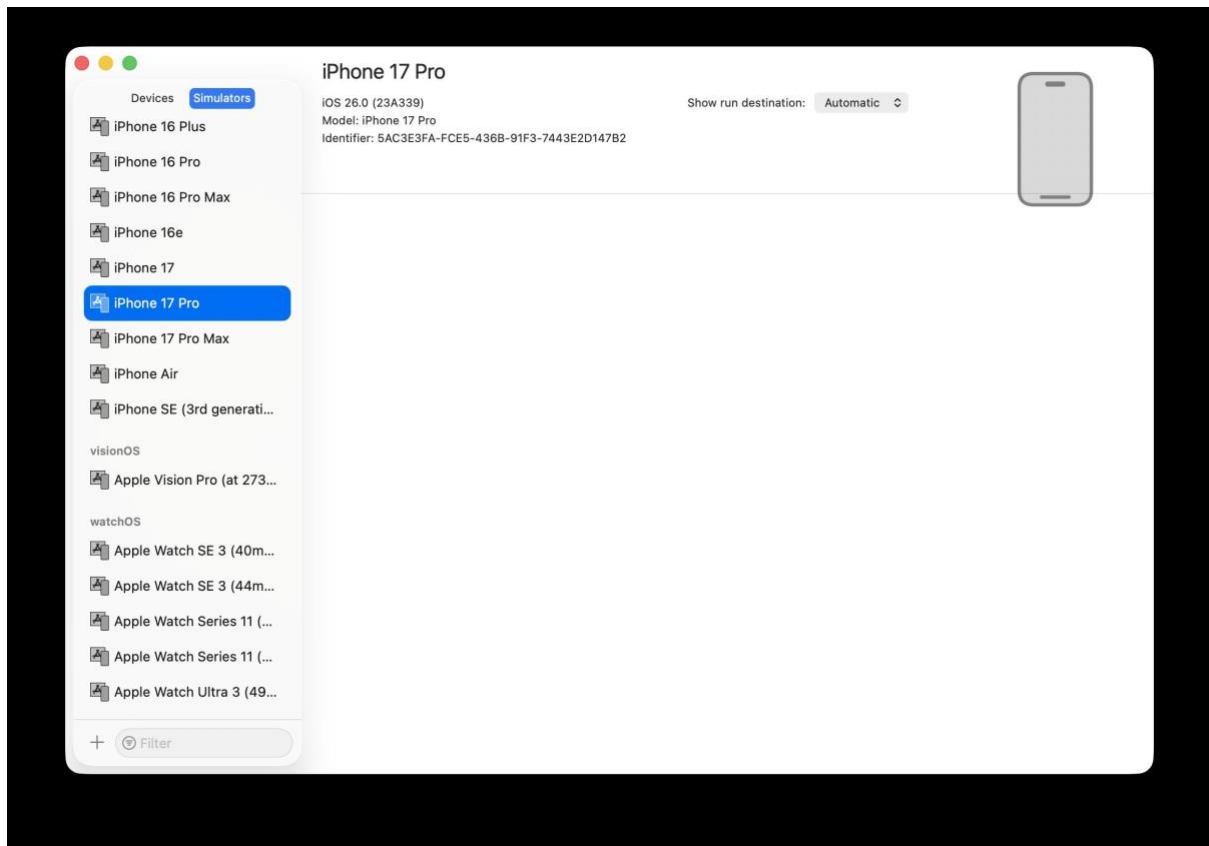 Devices Simulators
iPhone 16 Plus
iPhone 16 Pro
iPhone 16 Pro Max
iPhone 16e
iPhone 17
iPhone 17 Pro
iPhone 17 Pro Max
iPhone Air
iPhone SE (3rd generati...
visionOS
Apple Vision Pro (at 273...
watchOS
Apple Watch SE 3 (40m...
Apple Watch SE 3 (44m...
Apple Watch Series 11 (...
Apple Watch Series 11 (...
Apple Watch Ultra 3 (49...
Filter
iPhone 17 Pro
iOS 26.0 (23A339)
Model: iPhone 17 Pro
Identifier: 5AC3E3FA-FCE5-436B-91F3-7443E2D147B2
Show run destination: Automatic